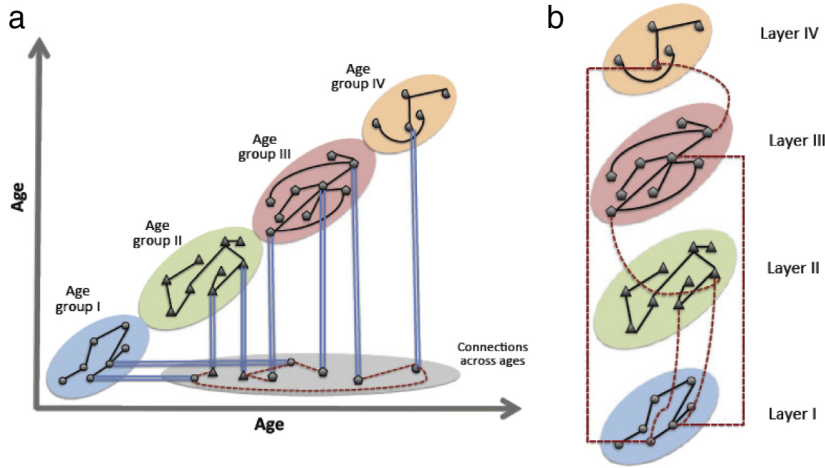 a
b
Age
group IV
Age
group III
Age
group II
Age
group I
Connections
across ages
Age
Age
Layer IV
Layer III
Layer II
Layer I